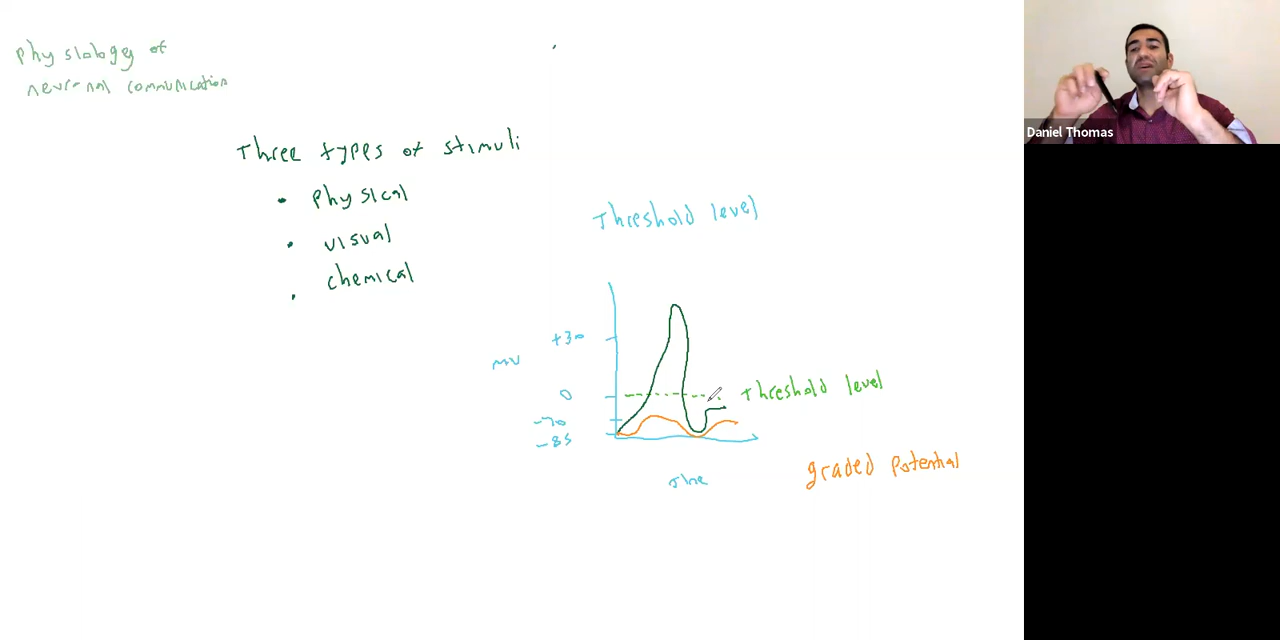 Physiology of
neuronal communication
Three types of stimuli
• physical
• visual
• chemical
Threshold level
+30
mv
0
Threshold level
-70
-85
graded potential
Time
Daniel Thomas